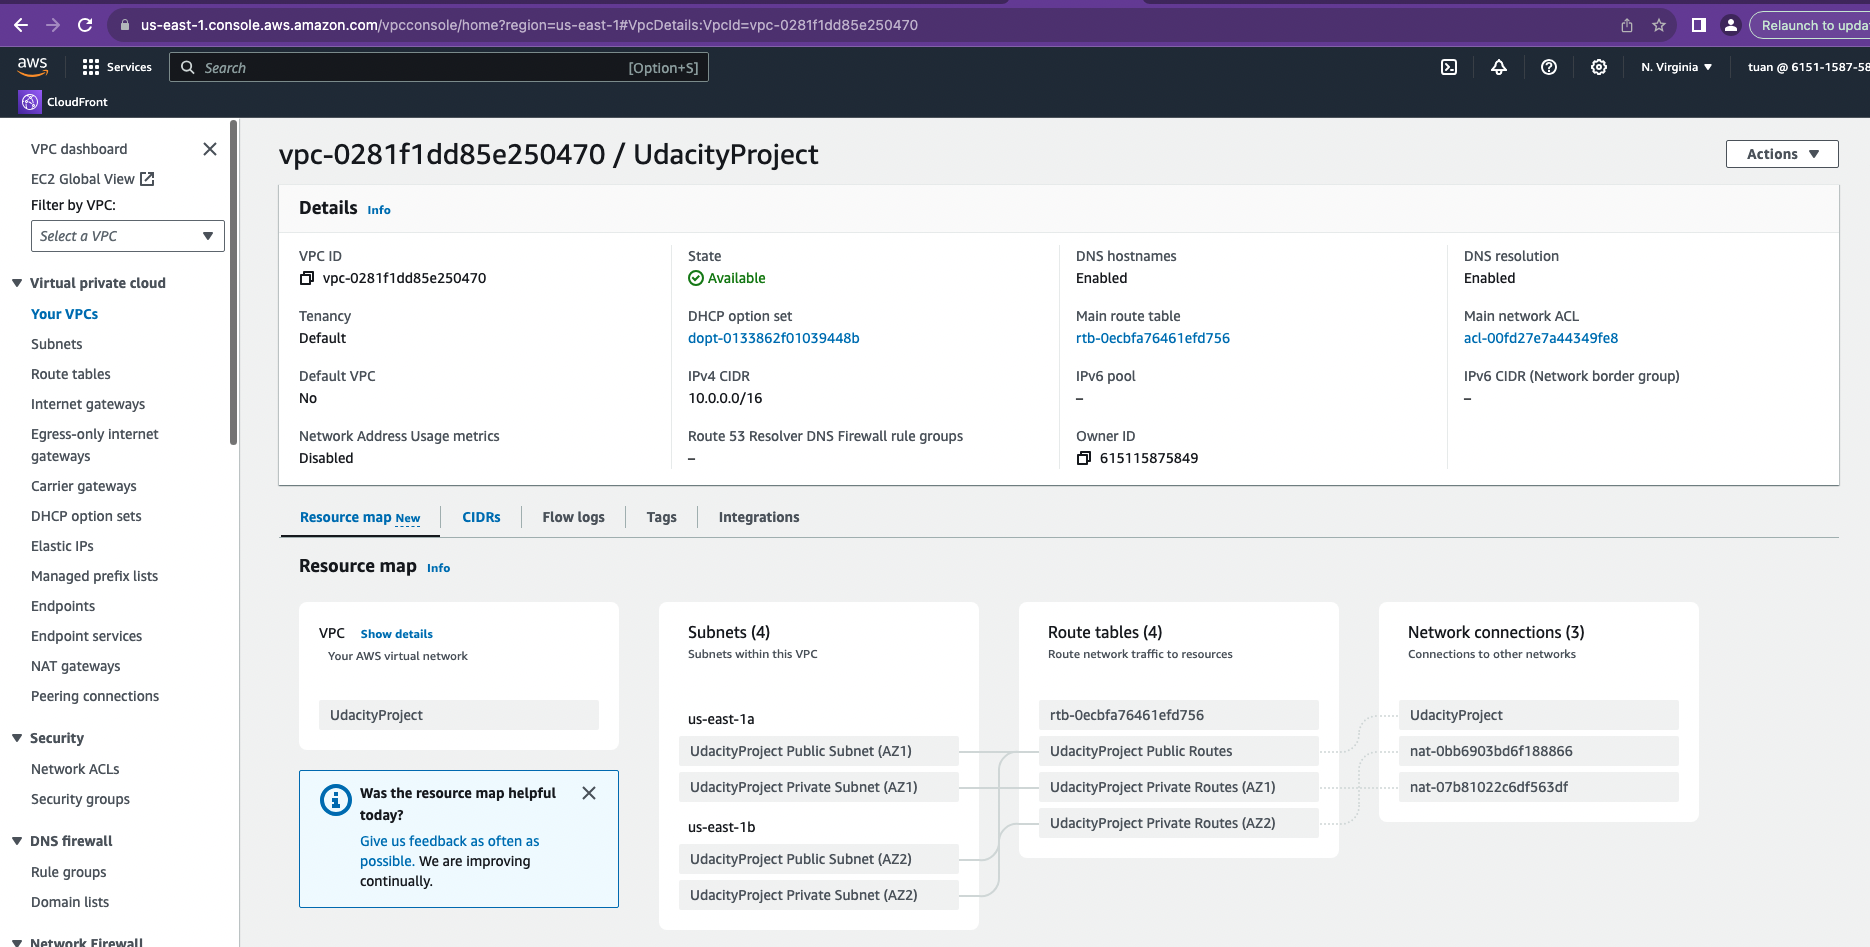 us-east-1.console.aws.amazon.com/vpcconsole/home?region=us-east-1#VpcDetails:VpcId=vpc-0281f1dd85e250470
Relaunch to upda
aws
Services
Search
[Option+S]
N. Virginia
tuan @ 6151-1587-58
CloudFront
VPC dashboard
EC2 Global View
Filter by VPC:
Select a VPC
Virtual private cloud
Your VPCs
Subnets
Route tables
Internet gateways
Egress-only internet
gateways
Carrier gateways
DHCP option sets
Elastic IPs
Managed prefix lists
Endpoints
Endpoint services
NAT gateways
Peering connections
Security
Network ACLs
Security groups
DNS firewall
Rule groups
Domain lists
Network Firewall
vpc-0281f1dd85e250470 / UdacityProject
Actions
Details Info
VPC ID
vpc-0281f1dd85e250470
State
Available
DNS hostnames
Enabled
DNS resolution
Enabled
Tenancy
Default
DHCP option set
dopt-0133862f01039448b
Main route table
rtb-0ecbfa76461efd756
Main network ACL
acl-00fd27e7a44349fe8
Default VPC
No
IPv4 CIDR
10.0.0.0/16
IPv6 pool
–
IPv6 CIDR (Network border group)
–
Network Address Usage metrics
Disabled
Route 53 Resolver DNS Firewall rule groups
–
Owner ID
615115875849
Resource map New
CIDRs
Flow logs
Tags
Integrations
Resource map Info
VPC Show details
Your AWS virtual network
UdacityProject
Was the resource map helpful
today?
Give us feedback as often as
possible. We are improving
continually.
Subnets (4)
Subnets within this VPC
us-east-1a
UdacityProject Public Subnet (AZ1)
UdacityProject Private Subnet (AZ1)
us-east-1b
UdacityProject Public Subnet (AZ2)
UdacityProject Private Subnet (AZ2)
Route tables (4)
Route network traffic to resources
rtb-0ecbfa76461efd756
UdacityProject Public Routes
UdacityProject Private Routes (AZ1)
UdacityProject Private Routes (AZ2)
Network connections (3)
Connections to other networks
UdacityProject
nat-0bb6903bd6f188866
nat-07b81022c6df563df